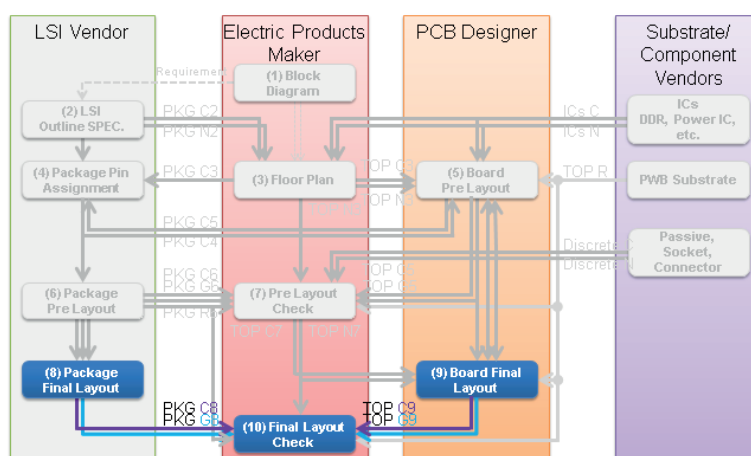 LSI Vendor
Electric Products
Maker
PCB Designer
Substrate/
Component
Vendors
Requirement
(1) Block
Diagram
(2) LSI
Outline SPEC.
PKG C2
PKG N2
ICs C
ICs N
ICs
DDR, Power IC,
etc.
(4) Package Pin
Assignment
PKG C3
(3) Floor Plan
TOP C3
TOP N3
(5) Board
Pre Layout
TOP R
PWB Substrate
PKG C5
PKG C4
Discrete C
Discrete N
Passive,
Socket,
Connector
PKG C6
PKG G6
PKG R6
(6) Package
Pre Layout
(7) Pre Layout
Check
TOP C5
TOP G5
TOP C7
TOP N7
(8) Package
Final Layout
(9) Board Final
Layout
PKG C8
PKG G8
(10) Final Layout
Check
TOP C9
TOP G9